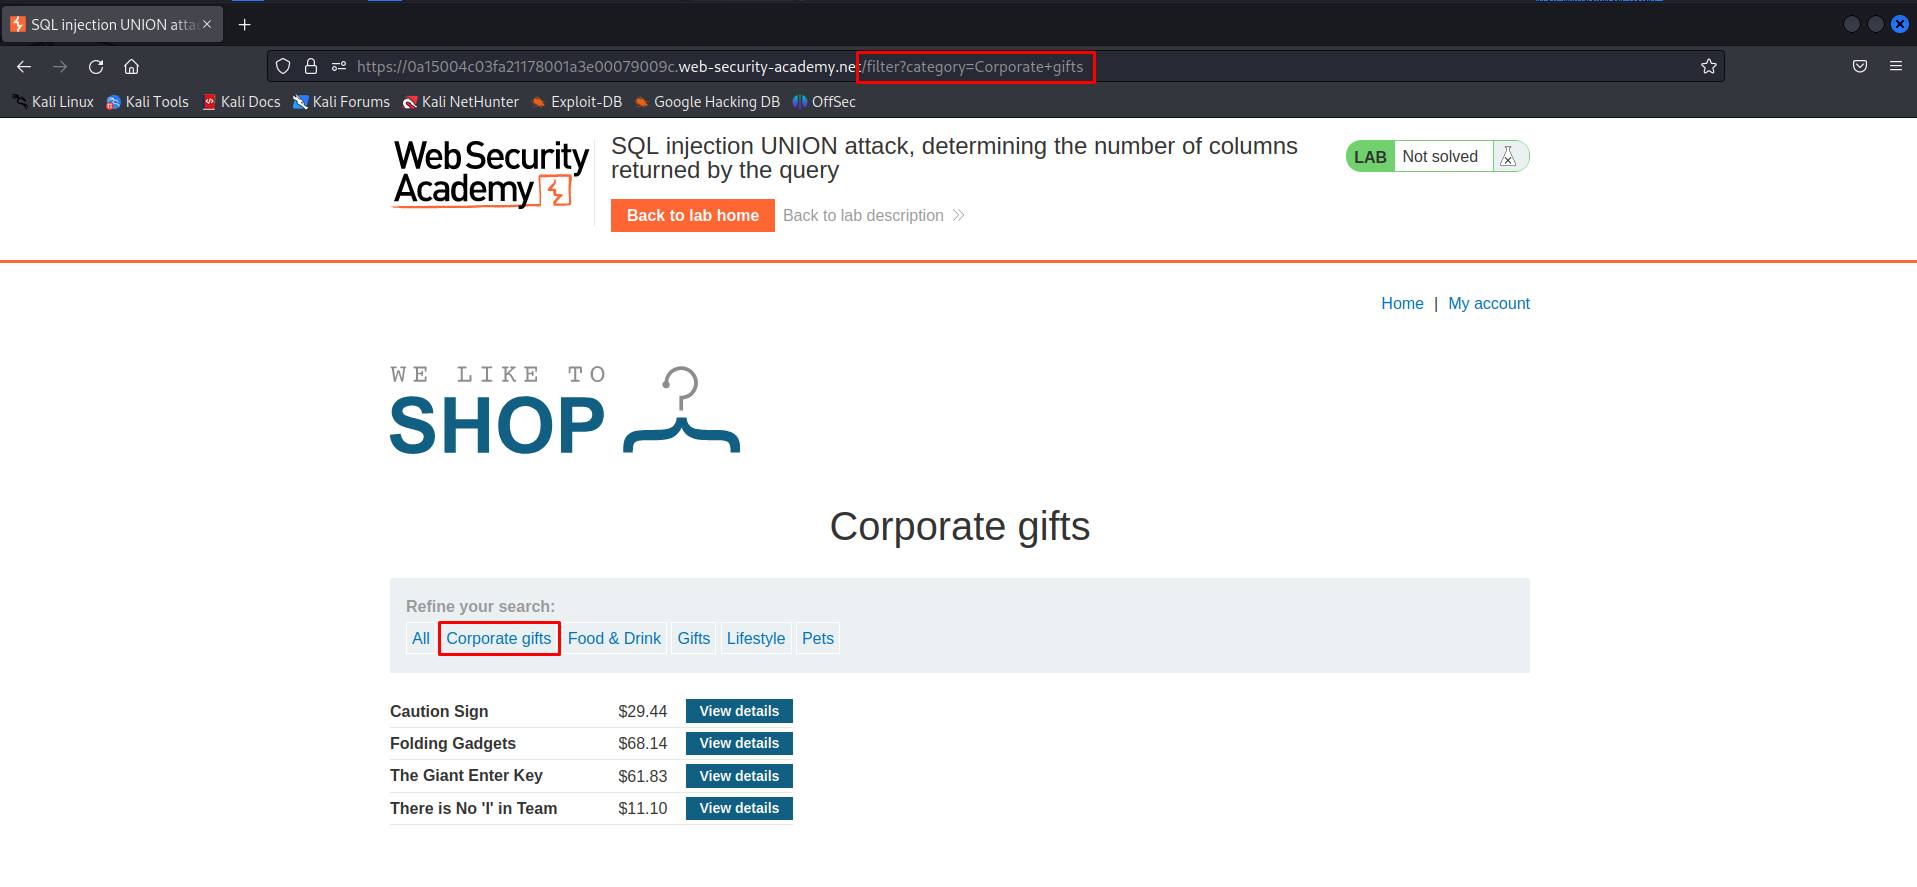 SQL injection UNION atta
https://0a15004c03fa21178001a3e00079009c.web-security-academy.net/filter?category=Corporate+gifts
Kali Linux Kali Tools Kali Docs Kali Forums Kali NetHunter Exploit-DB Google Hacking DB OffSec
Web Security
Academy
SQL injection UNION attack, determining the number of columns
returned by the query
LAB Not solved
Back to lab home Back to lab description
Home | My account
WE LIKE TO
SHOP
Corporate gifts
Refine your search:
All Corporate gifts Food & Drink Gifts Lifestyle Pets
Caution Sign $29.44 View details
Folding Gadgets $68.14 View details
The Giant Enter Key $61.83 View details
There is No 'I' in Team $11.10 View details